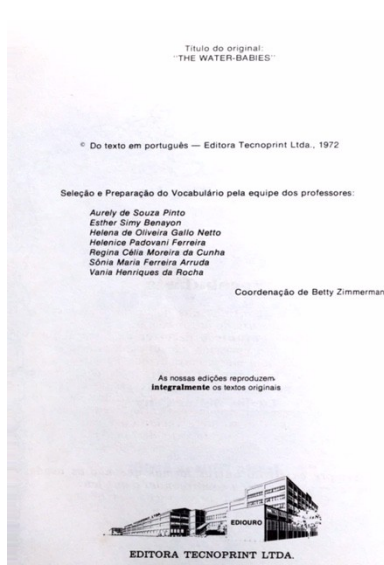 Título do original:
"THE WATER-BABIES"
© Do texto em português — Editora Tecnoprint Ltda., 1972
Seleção e Preparação do Vocabulário pela equipe dos professores:
Aurely de Souza Pinto
Esther Simy Benayon
Helena de Oliveira Gallo Netto
Helenice Padovani Ferreira
Regina Célia Moreira da Cunha
Sônia Maria Ferreira Arruda
Vania Henriques da Rocha
Coordenação de Betty Zimmerman
As nossas edições reproduzem
integralmente os textos originais
EDIOURO
EDITORA TECNOPRINT LTDA.